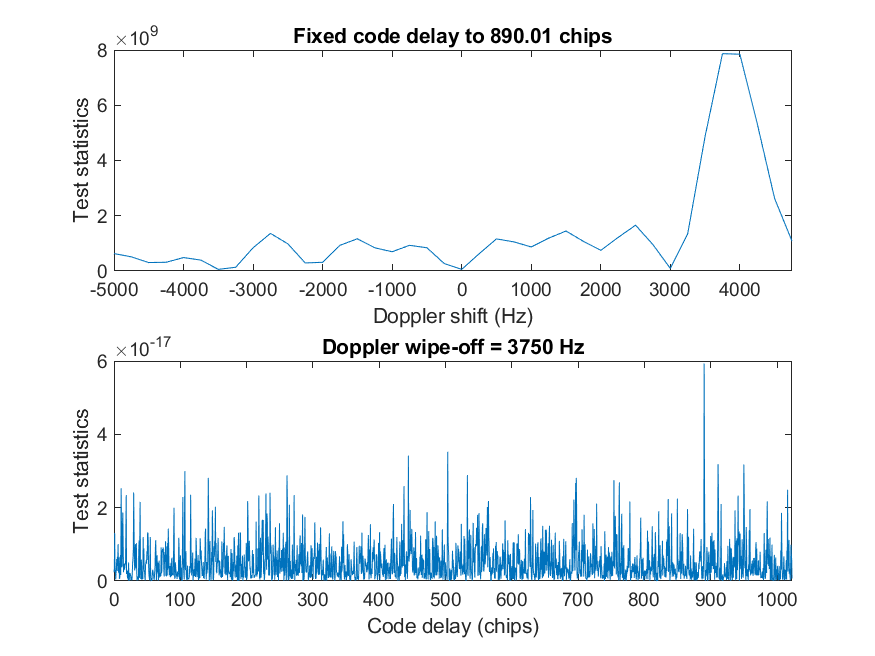 ×10⁹
Fixed code delay to 890.01 chips
8
6
4
2
0
Test statistics
-5000 -4000 -3000 -2000 -1000 0 1000 2000 3000 4000
Doppler shift (Hz)
×10⁻¹⁷
Doppler wipe-off = 3750 Hz
6
4
2
0
Test statistics
0 100 200 300 400 500 600 700 800 900 1000
Code delay (chips)